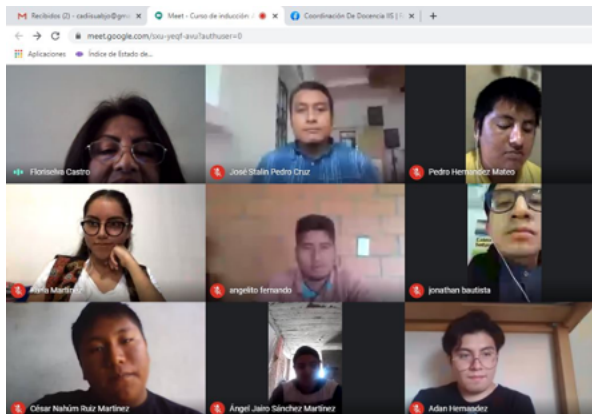 Recibidos (2) - cediisuabjo@gm
Meet - Curso de inducción
Coordinación De Docencia IIS |
meet.google.com/sxu-yeqf-avu?authuser=0
Aplicaciones
Índice de Estado de...
Floriselva Castro
José Stalin Pedro Cruz
Pedro Hernández Mateo
Martínez
angelito fernando
jonathan bautista
César Nahúm Ruiz Martínez
Ángel Jairo Sánchez Martínez
Adan Hernandez